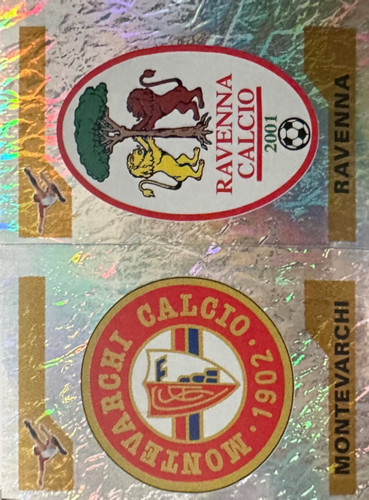 RAVENNA
CALCIO
2001
RAVENNA
MONTEVARCHI CALCIO · 1902 ·
MONTEVARCHI